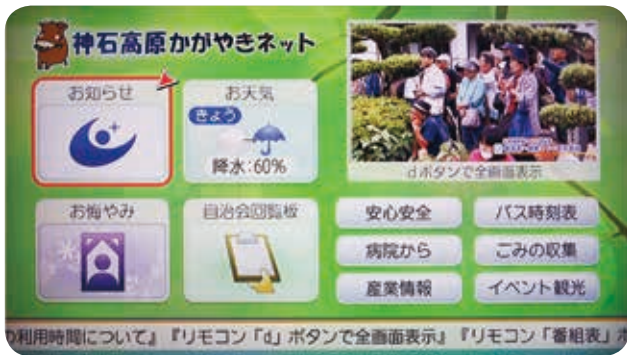 神石高原かがやきネット
お知らせ
お天気
きょう
降水:60%
dボタンで全画面表示
お悔やみ
自治会回覧板
安心安全
バス時刻表
病院から
ごみの収集
産業情報
イベント観光
の利用時間について』『リモコン「d」ボタンで全画面表示』『リモコン「番組表」ボ